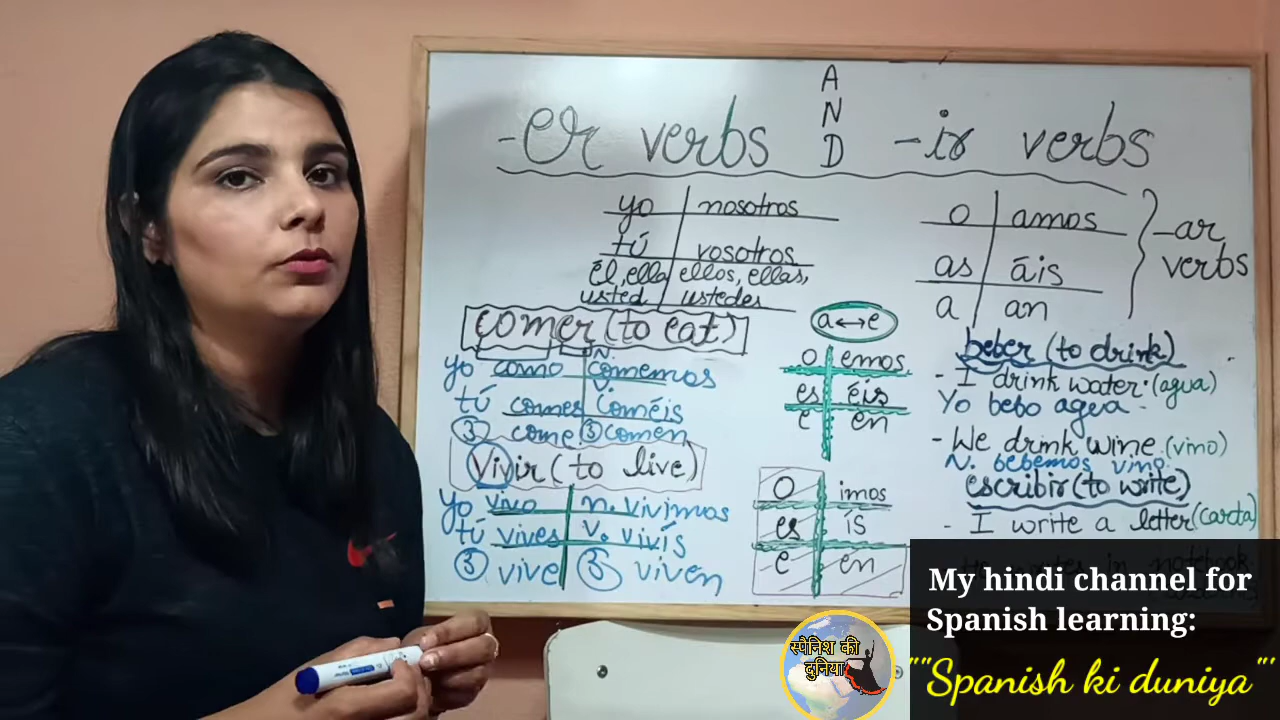 A
N
D
-er verbs -ir verbs
yo nosotros
tú vosotros
él, ella ellos, ellas,
usted ustedes
o amos
as áis
a an
-ar
verbs
comer (to eat)
yo como N. comemos
tú comes coméis
③ come ③ comen
vivir (to live)
yo vivo n. vivimos
tú vives v. vivís
③ vive ③ viven
a ↔ e
o emos
es éis
e en
o imos
es ís
e en
beber (to drink)
- I drink water. (agua)
Yo bebo agua.
- We drink wine (vino)
N. bebemos vino.
escribir (to write)
- I write a letter (carta)
in notebook
My hindi channel for
Spanish learning:
""Spanish ki duniya""
स्पैनिश की
दुनिया